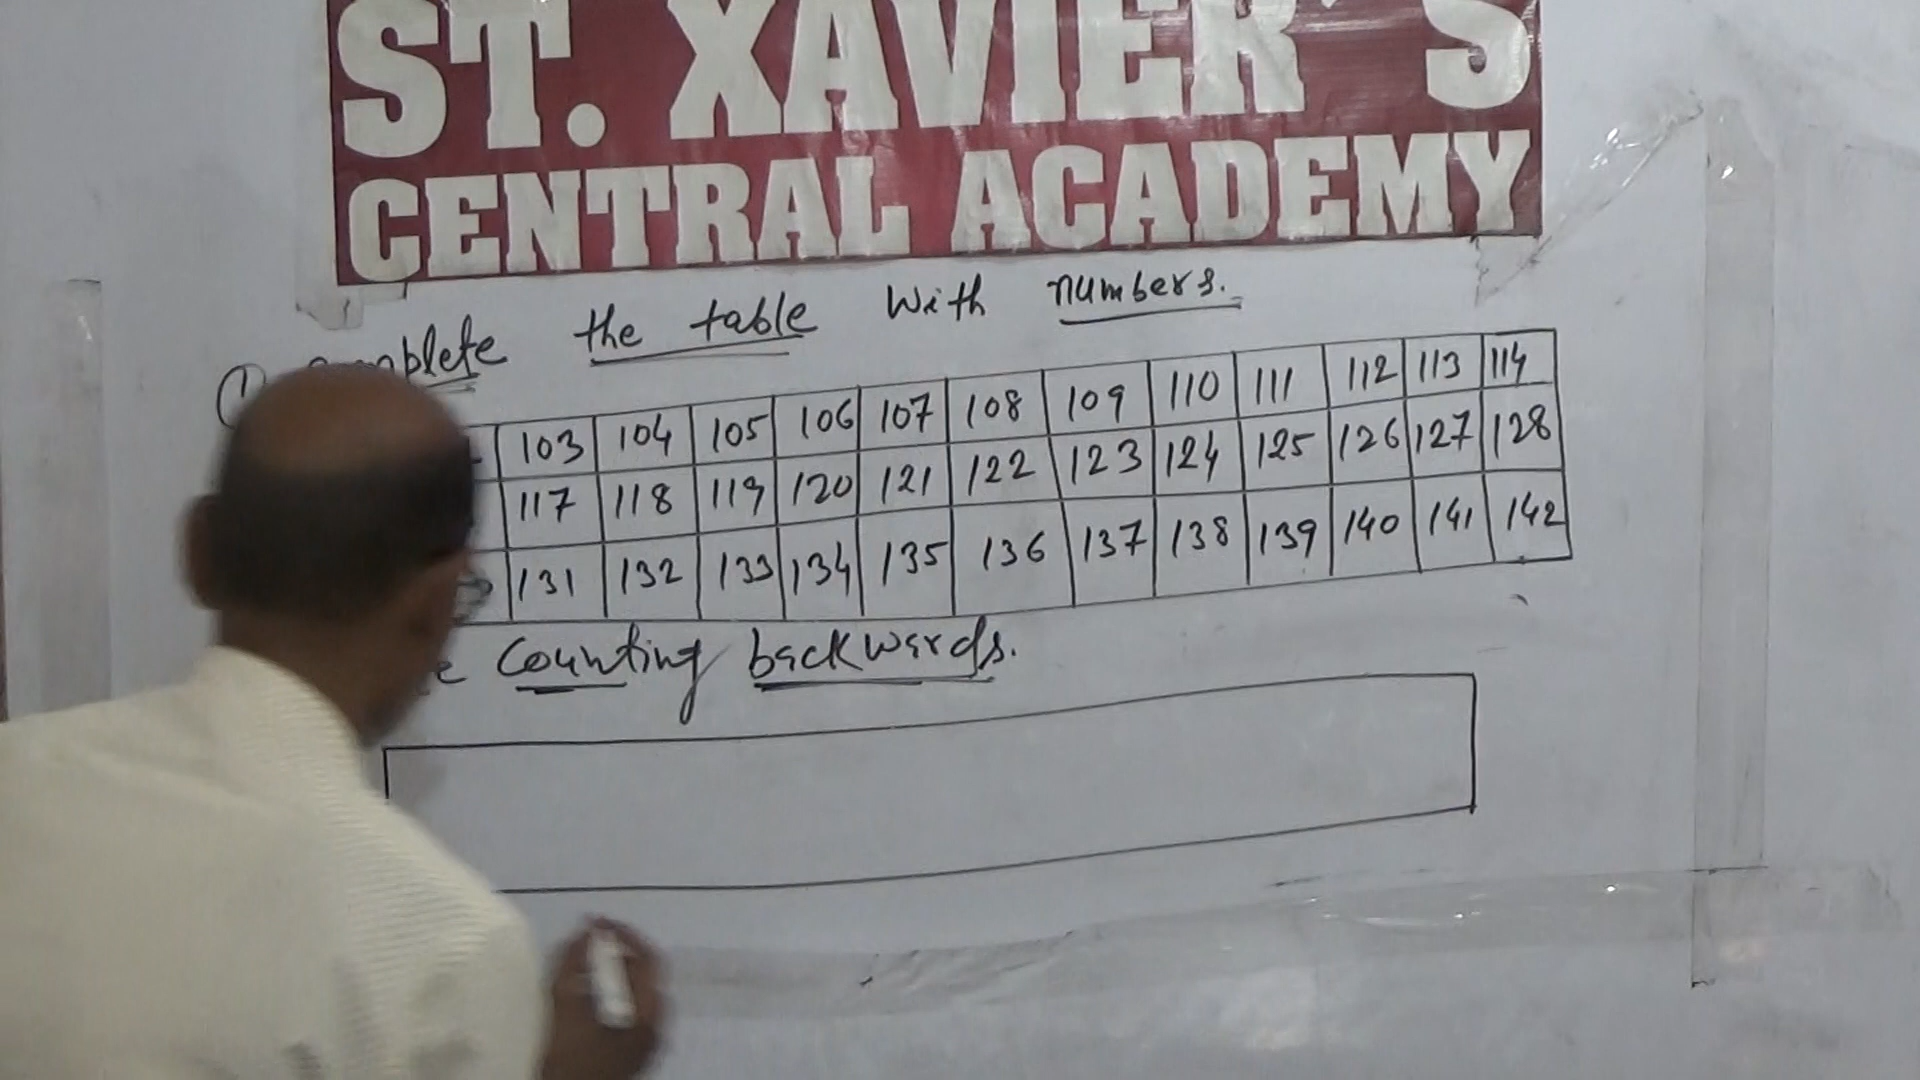 ST. XAVIER'S
CENTRAL ACADEMY
① Complete the table with numbers.
103 104 105 106 107 108 109 110 111 112 113 114
117 118 119 120 121 122 123 124 125 126 127 128
131 132 133 134 135 136 137 138 139 140 141 142
counting backwards.